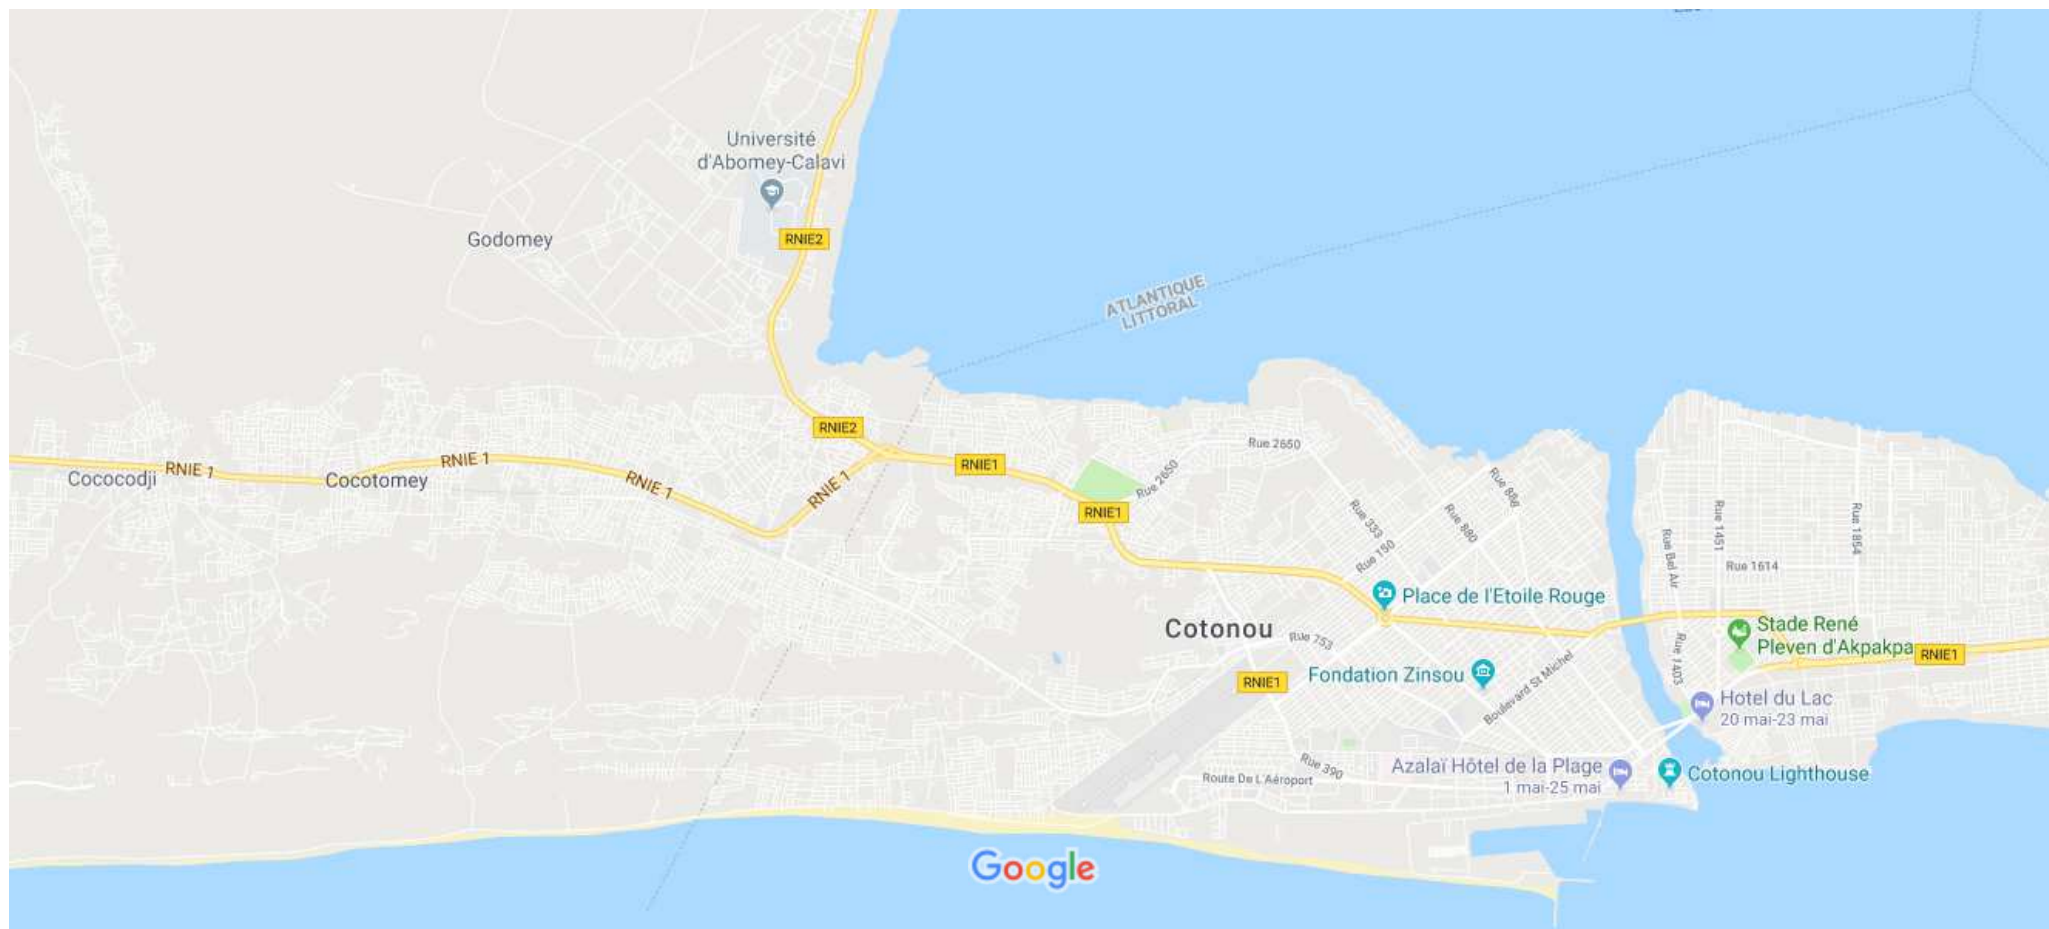 Université
d'Abomey-Calavi
RNIE2
Godomey
ATLANTIQUE
LITTORAL
RNIE2
RNIE 1
RNIE 1
RNIE 1
RNIE 1
RNIE1
Cococodji
Cocotomey
Rue 2650
Rue 2650
RNIE1
Rue 333
Rue 150
Rue 880
Rue 886
Rue Bel Air
Rue 1451
Rue 1854
Rue 1614
Place de l'Etoile Rouge
Cotonou
Rue 753
RNIE1
Fondation Zinsou
Boulevard St Michel
Rue 1403
Stade René
Pleven d'Akpakpa
RNIE1
Hotel du Lac
20 mai-23 mai
Rue 390
Route De L'Aéroport
Azalaï Hôtel de la Plage
1 mai-25 mai
Cotonou Lighthouse
Google